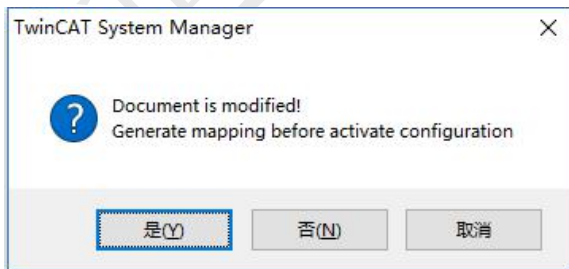 TwinCAT System Manager
Document is modified!
Generate mapping before activate configuration
是(Y) 否(N) 取消